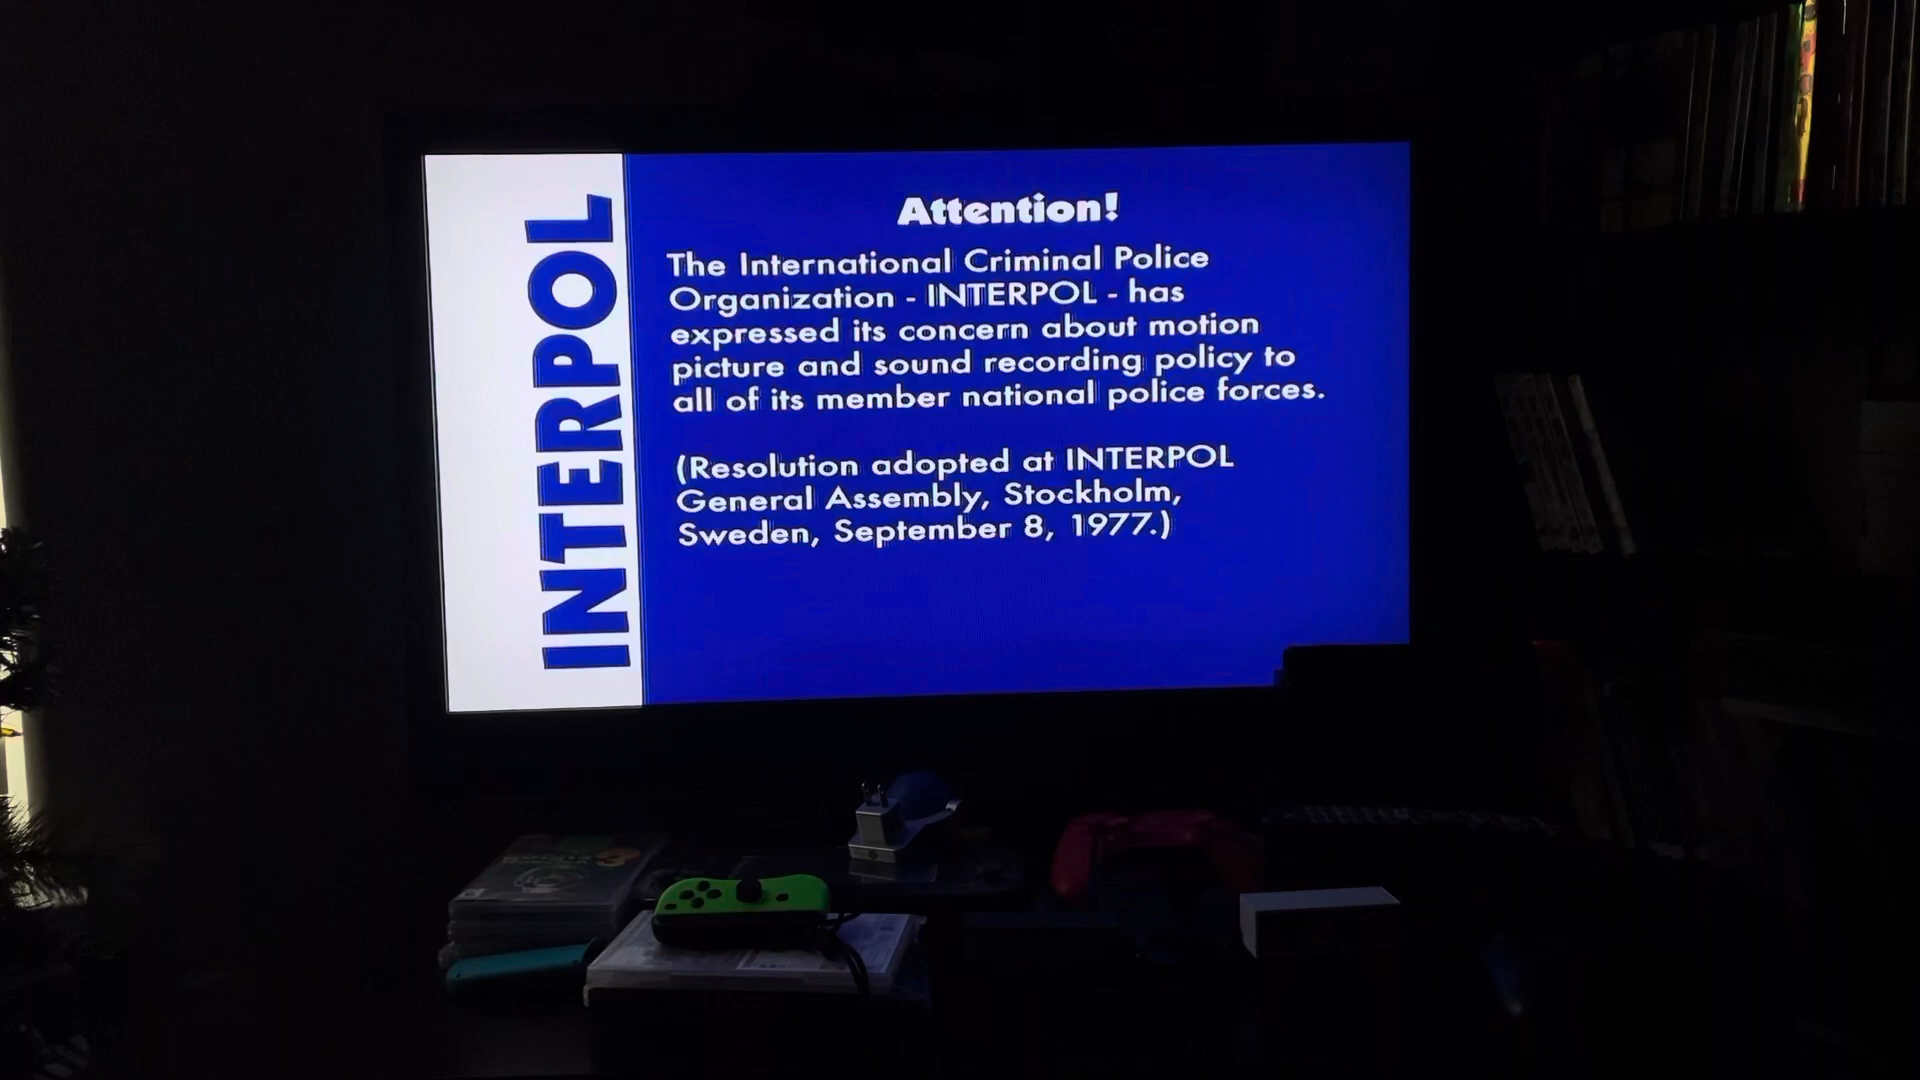 INTERPOL
Attention!
The International Criminal Police
Organization - INTERPOL - has
expressed its concern about motion
picture and sound recording policy to
all of its member national police forces.
(Resolution adopted at INTERPOL
General Assembly, Stockholm,
Sweden, September 8, 1977.)